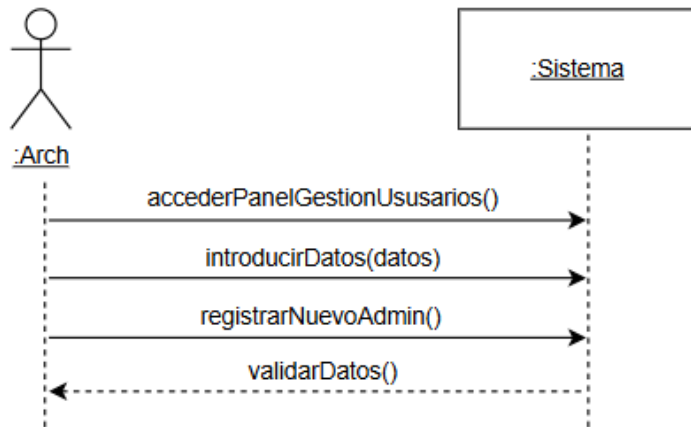 :Sistema
:Arch
accederPanelGestionUsusarios()
introducirDatos(datos)
registrarNuevoAdmin()
validarDatos()